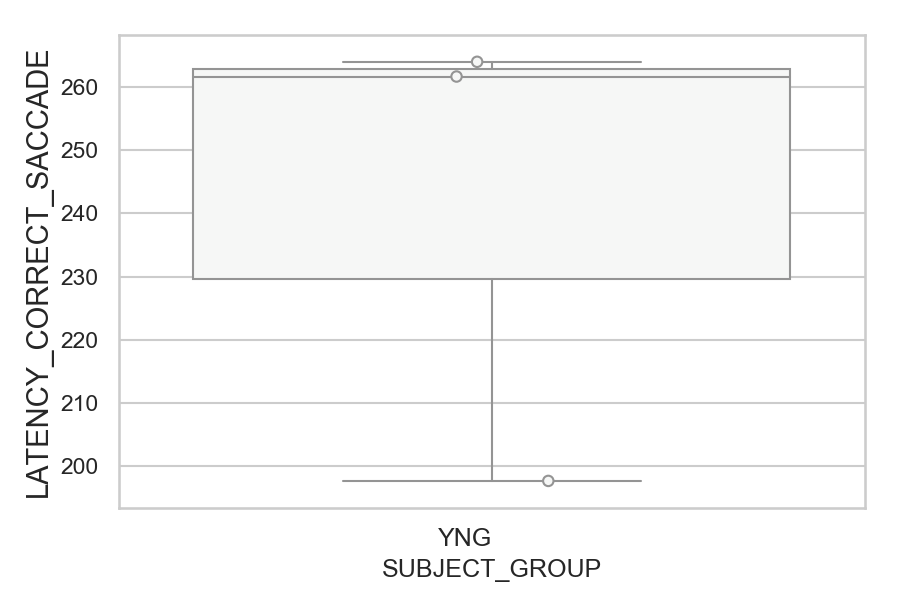 LATENCY_CORRECT_SACCADE
260
250
240
230
220
210
200
YNG
SUBJECT_GROUP